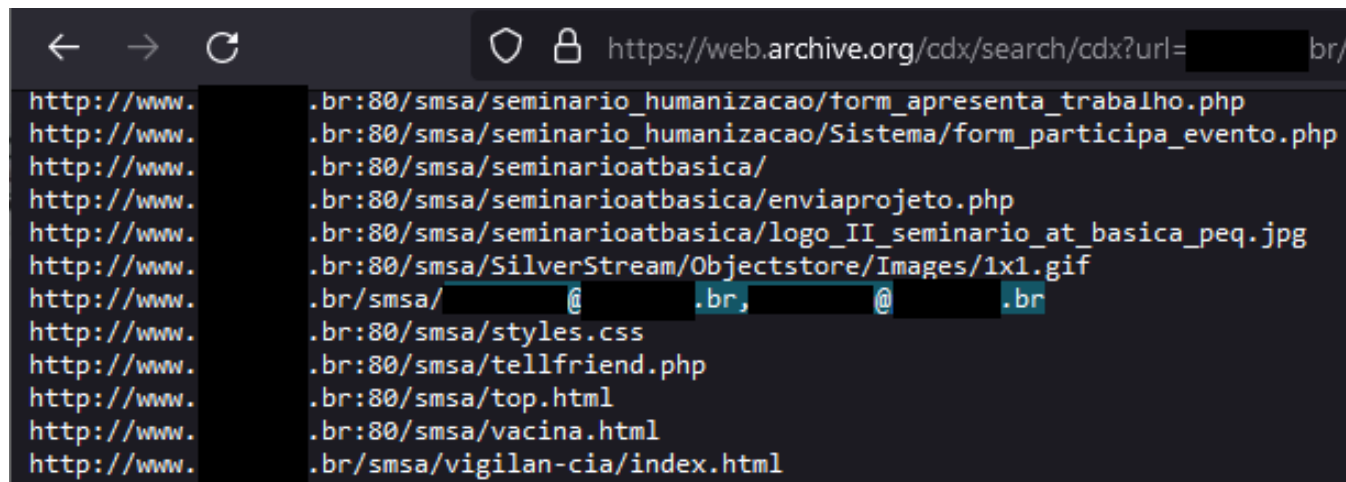 https://web.archive.org/cdx/search/cdx?url= br/
http://www. .br:80/smsa/seminario_humanizacao/form_apresenta_trabalho.php
http://www. .br:80/smsa/seminario_humanizacao/Sistema/form_participa_evento.php
http://www. .br:80/smsa/seminarioatbasica/
http://www. .br:80/smsa/seminarioatbasica/enviaprojeto.php
http://www. .br:80/smsa/seminarioatbasica/logo_II_seminario_at_basica_peq.jpg
http://www. .br:80/smsa/SilverStream/Objectstore/Images/1x1.gif
http://www. .br/smsa/ @ .br, @ .br
http://www. .br:80/smsa/styles.css
http://www. .br:80/smsa/tellfriend.php
http://www. .br:80/smsa/top.html
http://www. .br:80/smsa/vacina.html
http://www. .br/smsa/vigilan-cia/index.html